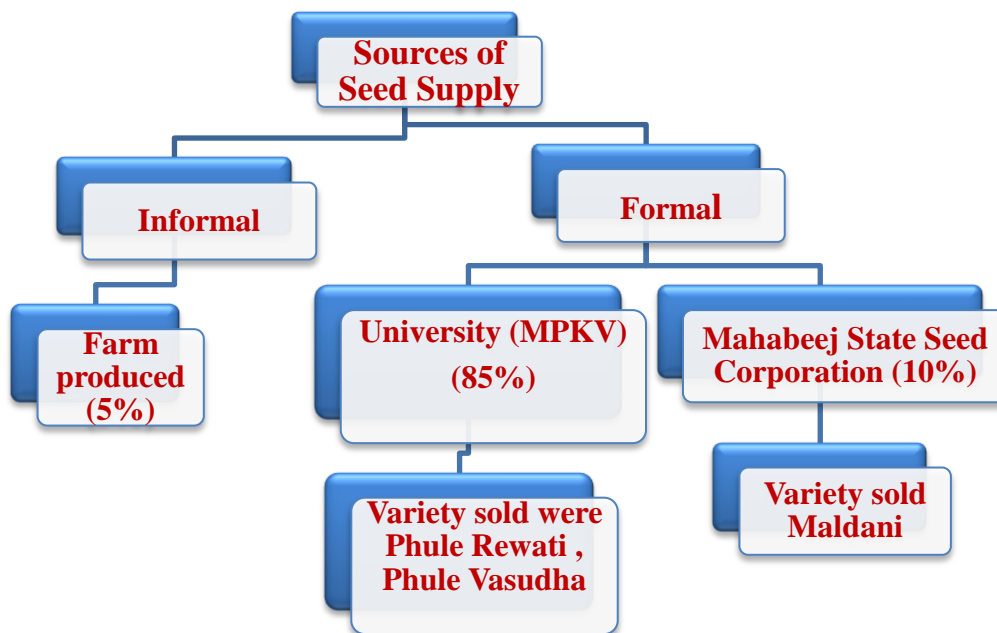 Sources of
Seed Supply
Informal
Formal
Farm
produced
(5%)
University (MPKV)
(85%)
Mahabeej State Seed
Corporation (10%)
Variety sold were
Phule Rewati ,
Phule Vasudha
Variety sold
Maldani